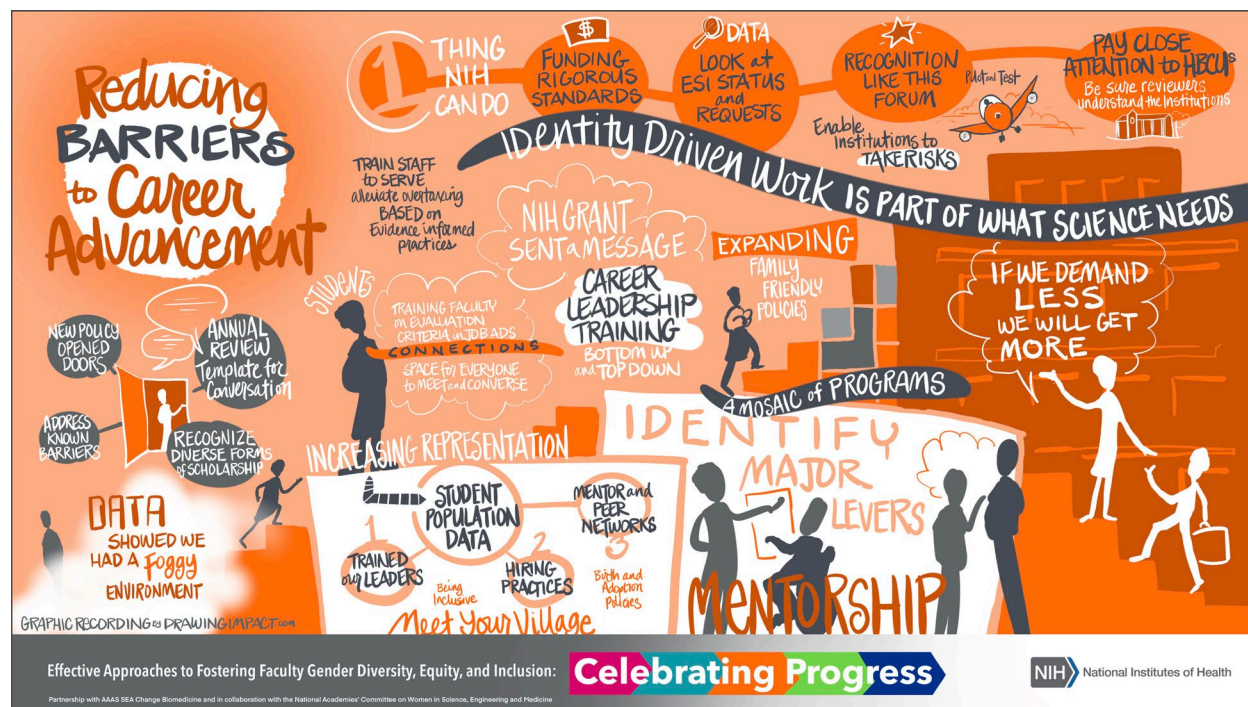 Reducing
BARRIERS
to Career
Advancement
1 THING
NIH
CAN DO
$
FUNDING
RIGOROUS
STANDARDS
DATA
LOOK at
ESI STATUS
and
REQUESTS
RECOGNITION
LIKE THIS
FORUM
Pilot and Test
PAY CLOSE
ATTENTION to HBCUs
Be sure reviewers
understand the Institutions
Enable
Institutions to
TAKE RISKS
IDENTITY DRIVEN WORK IS PART OF WHAT SCIENCE NEEDS
TRAIN STAFF
to SERVE
alleviate overtaxing
BASED on
Evidence informed
practices
NIH GRANT
SENT a MESSAGE
EXPANDING
FAMILY
FRIENDLY
POLICIES
CAREER
LEADERSHIP
TRAINING
BOTTOM UP
and TOP DOWN
STUDENTS
TRAINING FACULTY
on EVALUATION
CRITERIA in JOB ADS
CONNECTIONS
SPACE for EVERYONE
to MEET and CONVERSE
IF WE DEMAND
LESS
WE WILL GET
MORE
NEW POLICY
OPENED
DOORS
ANNUAL
REVIEW
Template for
Conversation
ADDRESS
KNOWN
BARRIERS
RECOGNIZE
DIVERSE FORMS
of SCHOLARSHIP
DATA
SHOWED WE
HAD A foggy
ENVIRONMENT
A MOSAIC of PROGRAMS
INCREASING REPRESENTATION
STUDENT
POPULATION
DATA
MENTOR and
PEER
NETWORKS
1
TRAINED
our LEADERS
Being
Inclusive
2
HIRING
PRACTICES
3
Birth and
Adoption
Policies
Meet Your Village
IDENTIFY
MAJOR
LEVERS
MENTORSHIP
GRAPHIC RECORDING by DRAWINGIMPACT.com
Effective Approaches to Fostering Faculty Gender Diversity, Equity, and Inclusion:
Celebrating Progress
NIH National Institutes of Health
Partnership with AAAS SEA Change Biomedicine and in collaboration with the National Academies' Committee on Women in Science, Engineering and Medicine